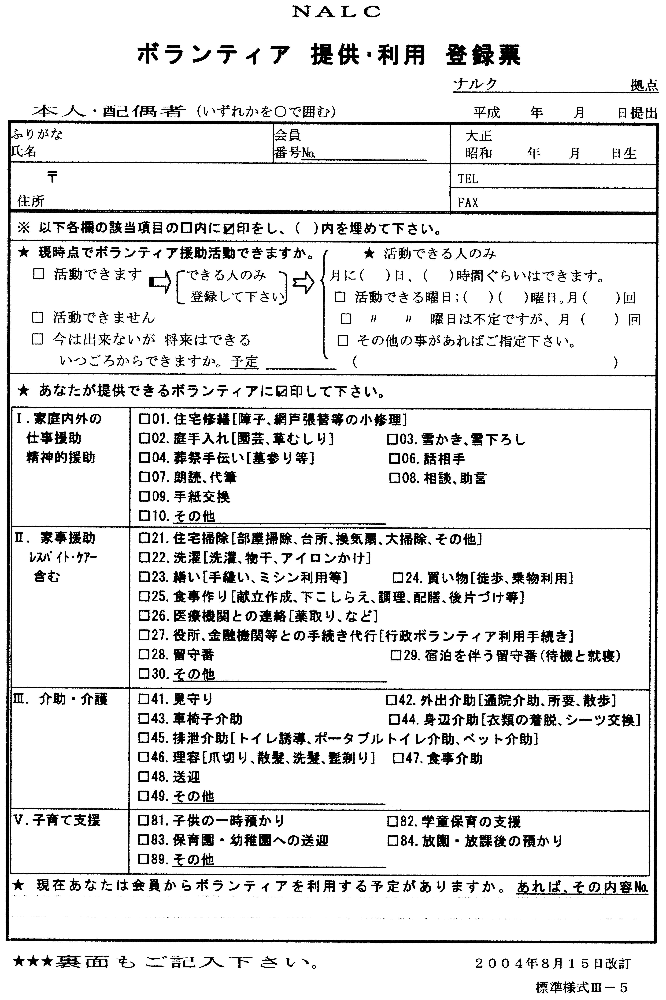 NALC
ボランティア 提供・利用 登録票
ナルク 拠点
本人・配偶者(いずれかを○で囲む) 平成 年 月 日提出
ふりがな 会員 大正
氏名 番号№. 昭和 年 月 日生
〒 TEL
住所 FAX
※ 以下各欄の該当項目の□内に☑印をし、( )内を埋めて下さい。
★ 現時点でボランティア援助活動できますか。 ★ 活動できる人のみ
□ 活動できます ⇨ できる人のみ ⇨ 月に( )日、( )時間ぐらいはできます。
登録して下さい □ 活動できる曜日;( )( )曜日。月( )回
□ 活動できません □ 〃 〃 曜日は不定ですが、月( )回
□ 今は出来ないが 将来はできる □ その他の事があればご指定下さい。
いつごろからできますか。予定 ( )
★ あなたが提供できるボランティアに☑印して下さい。
Ⅰ.家庭内外の □01.住宅修繕[障子、網戸張替等の小修理]
仕事援助 □02.庭手入れ[園芸、草むしり] □03.雪かき、雪下ろし
精神的援助 □04.葬祭手伝い[墓参り等] □06.話相手
□07.朗読、代筆 □08.相談、助言
□09.手紙交換
□10.その他
Ⅱ. 家事援助 □21.住宅掃除[部屋掃除、台所、換気扇、大掃除、その他]
ﾚｽﾊﾟｲﾄ・ｹｱｰ □22.洗濯[洗濯、物干、アイロンかけ]
含む □23.繕い[手縫い、ミシン利用等] □24.買い物[徒歩、乗物利用]
□25.食事作り[献立作成、下こしらえ、調理、配膳、後片づけ等]
□26.医療機関との連絡[薬取り、など]
□27.役所、金融機関等との手続き代行[行政ボランティア利用手続き]
□28.留守番 □29.宿泊を伴う留守番(待機と就寝)
□30.その他
Ⅲ. 介助・介護 □41.見守り □42.外出介助[通院介助、所要、散歩]
□43.車椅子介助 □44.身辺介助[衣類の着脱、シーツ交換]
□45.排泄介助[トイレ誘導、ポータブルトイレ介助、ベット介助]
□46.理容[爪切り、散髪、洗髪、髭剃り] □47.食事介助
□48.送迎
□49.その他
Ⅴ.子育て支援 □81.子供の一時預かり □82.学童保育の支援
□83.保育園・幼稚園への送迎 □84.放園・放課後の預かり
□89.その他
★ 現在あなたは会員からボランティアを利用する予定がありますか。あれば、その内容№.
★★★裏面もご記入下さい。 2004年8月15日改訂
標準様式Ⅲ－5